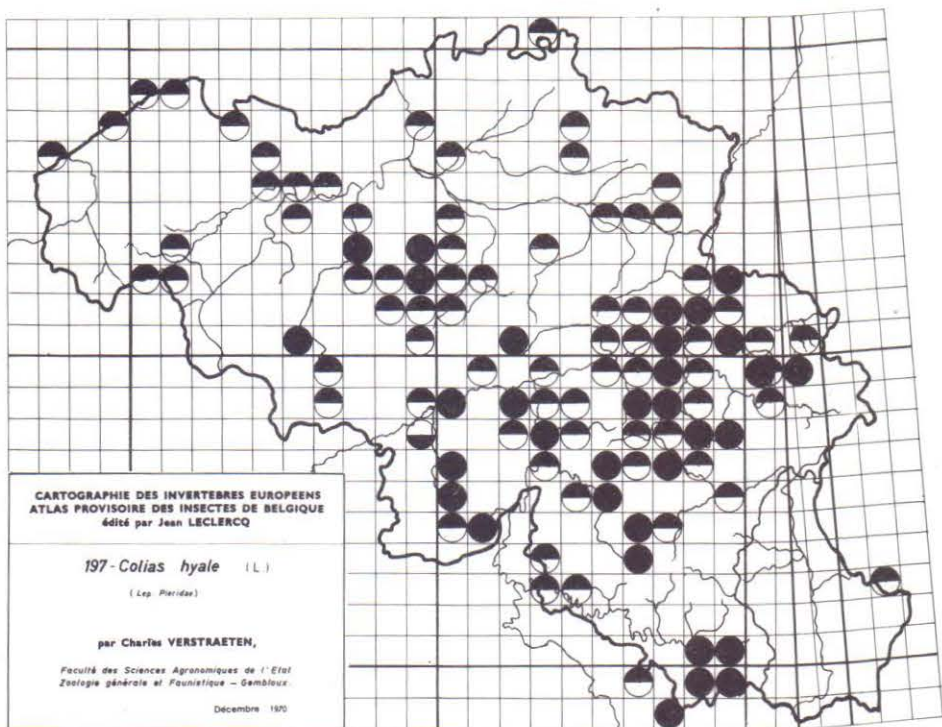 CARTOGRAPHIE DES INVERTEBRES EUROPEENS
ATLAS PROVISOIRE DES INSECTES DE BELGIQUE
édité par Jean LECLERCQ
197-Colias hyale (L.)
(Lep. Pieridae)
par Charles VERSTRAETEN,
Faculté des Sciences Agronomiques de l'Etat
Zoologie générale et Faunistique – Gembloux.
Décembre 1970